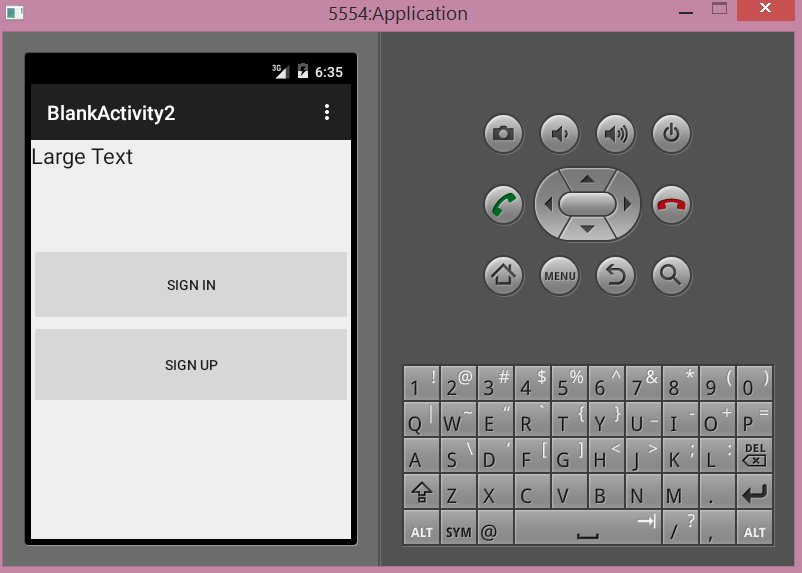 5554:Application
3G 6:35
BlankActivity2
Large Text
SIGN IN
SIGN UP
MENU
1 ! 2 @ 3 # 4 $ 5 % 6 ^ 7 & 8 * 9 ( 0 )
Q | W ~ E “ R ` T { Y } U _ I - O + P =
A S \ D ‘ F [ G ] H < J > K ; L : DEL
Z X C V B N M .
ALT SYM @ / ? , ALT